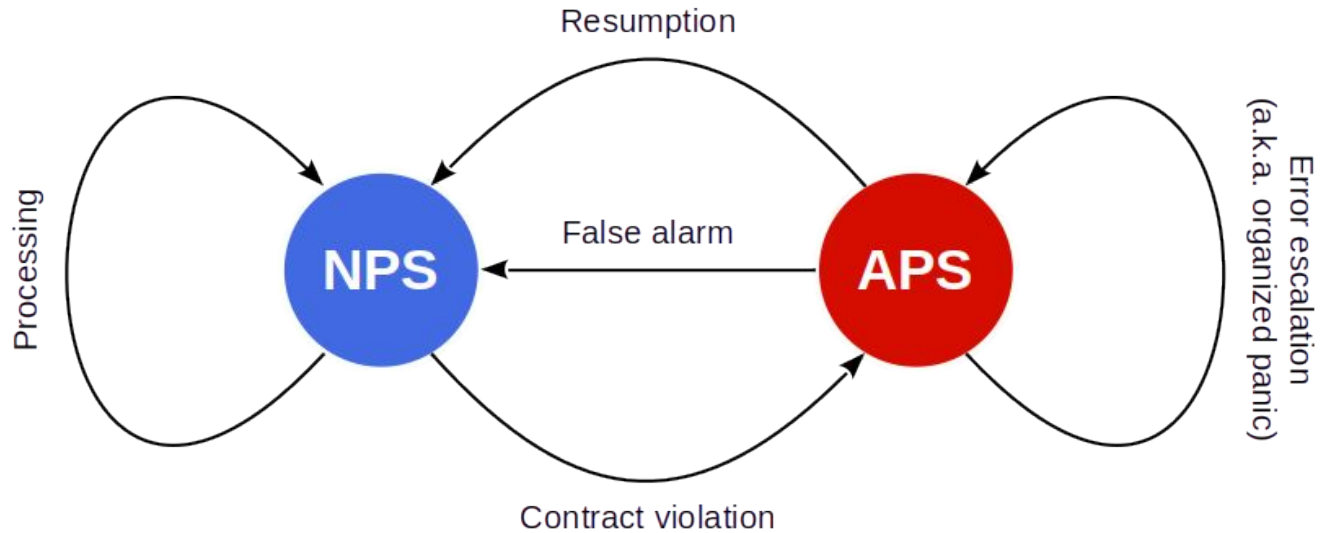 Resumption
Processing
NPS
False alarm
APS
Error escalation
(a.k.a. organized panic)
Contract violation